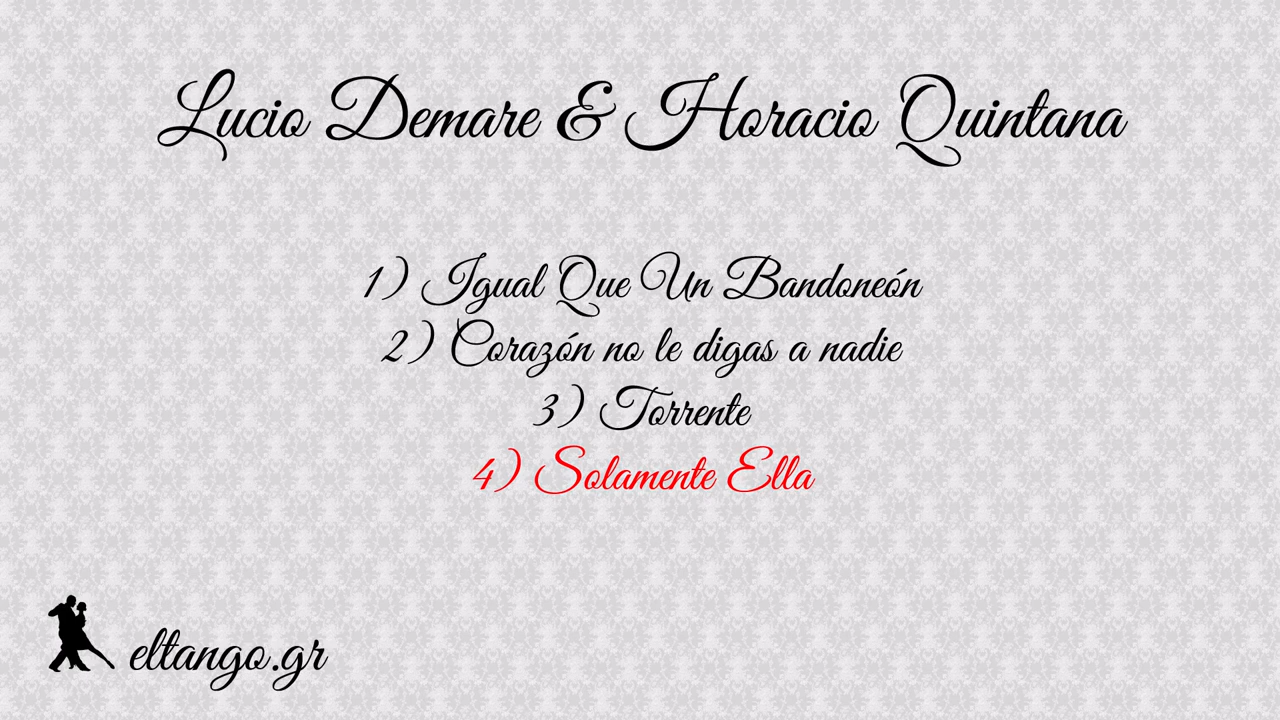 Lucio Demare & Horacio Quintana
1) Igual Que Un Bandoneón
2) Corazón no le digas a nadie
3) Torrente
4) Solamente Ella
eltango.gr